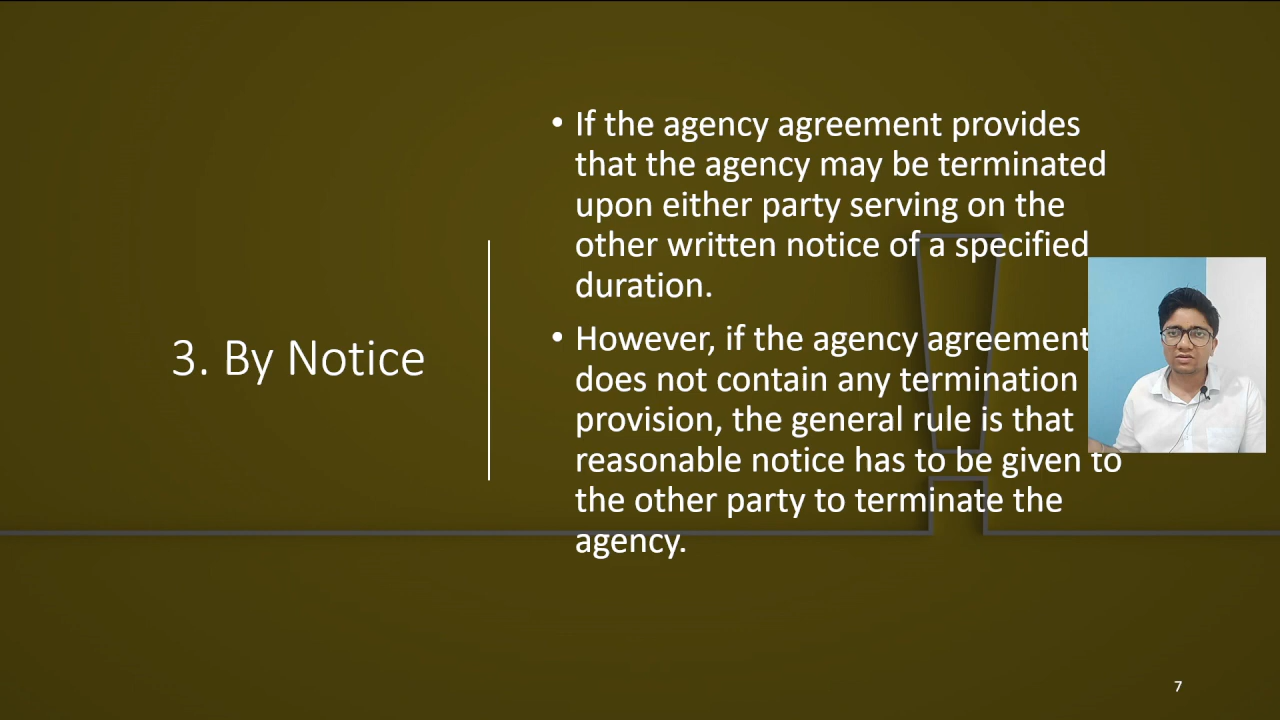 3. By Notice
• If the agency agreement provides
that the agency may be terminated
upon either party serving on the
other written notice of a specified
duration.
• However, if the agency agreement
does not contain any termination
provision, the general rule is that
reasonable notice has to be given to
the other party to terminate the
agency.
7